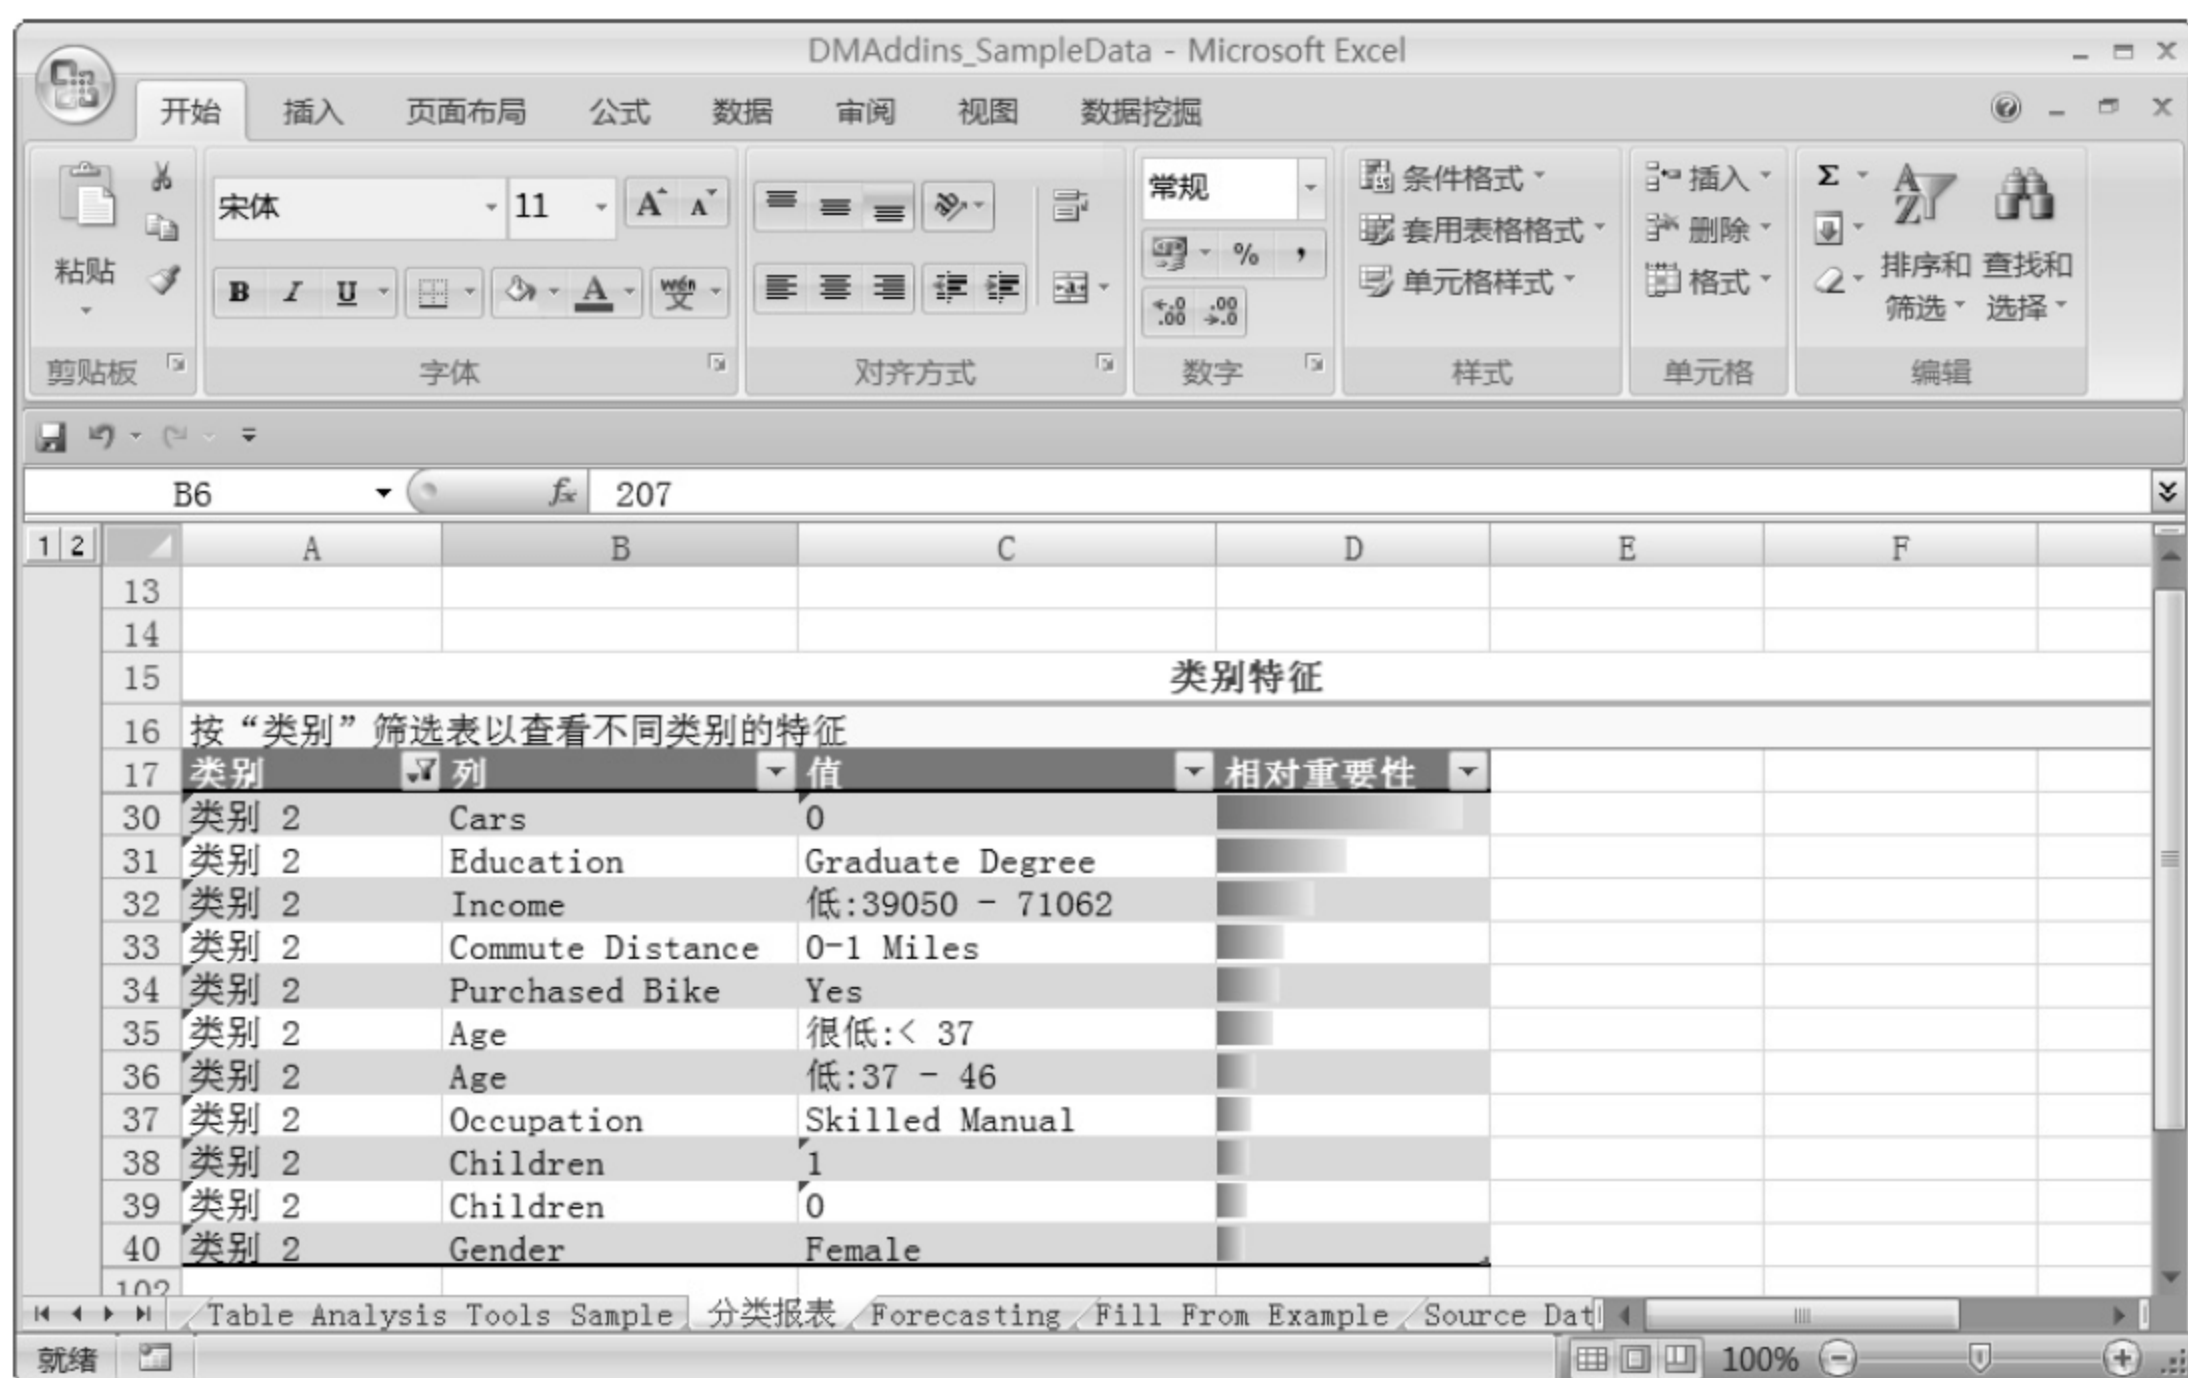 DMAddins_SampleData - Microsoft Excel
开始 插入 页面布局 公式 数据 审阅 视图 数据挖掘
粘贴
剪贴板
宋体 11
B I U A wén 文
字体
对齐方式
常规
% ,
数字
条件格式
套用表格格式
单元格样式
样式
插入
删除
格式
单元格
Σ
排序和筛选
查找和选择
编辑
B6 fx 207
1 2 A B C D E F
13
14
15 类别特征
16 按“类别”筛选表以查看不同类别的特征
17 类别 列 值 相对重要性
30 类别 2 Cars 0
31 类别 2 Education Graduate Degree
32 类别 2 Income 低:39050 - 71062
33 类别 2 Commute Distance 0-1 Miles
34 类别 2 Purchased Bike Yes
35 类别 2 Age 很低:< 37
36 类别 2 Age 低:37 - 46
37 类别 2 Occupation Skilled Manual
38 类别 2 Children 1
39 类别 2 Children 0
40 类别 2 Gender Female
102
Table Analysis Tools Sample 分类报表 Forecasting Fill From Example Source Dat
就绪 100%